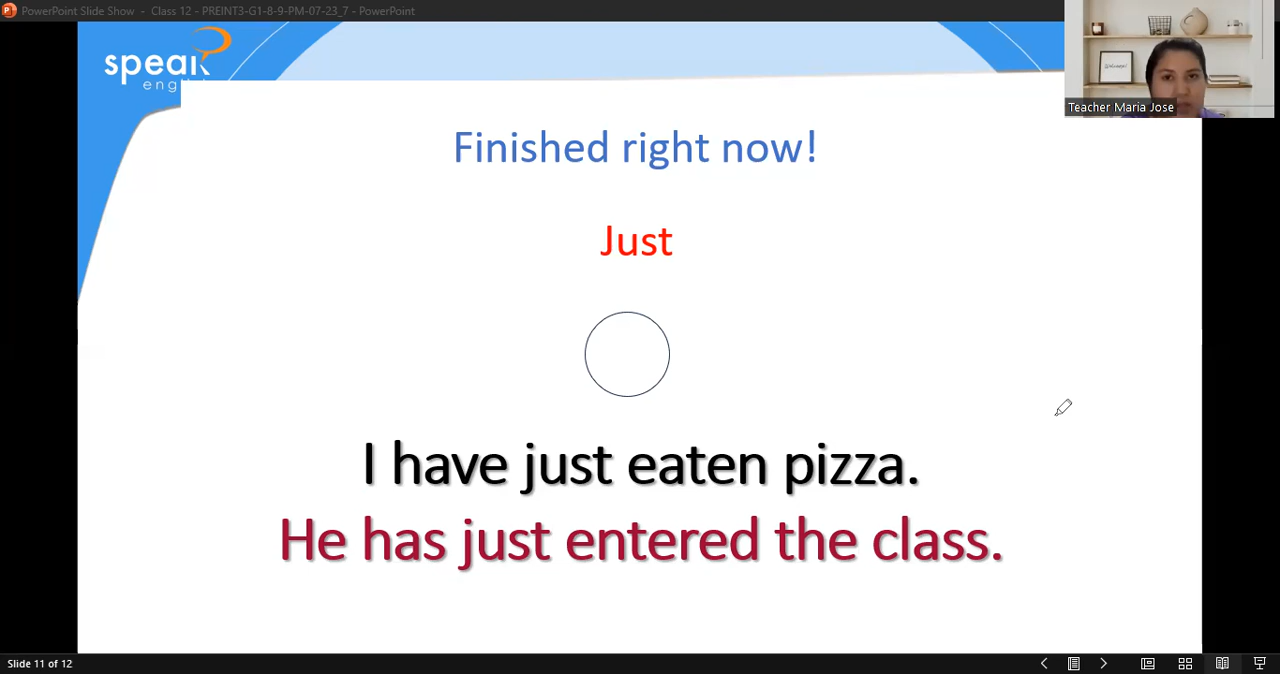 PowerPoint Slide Show - Class 12 - PREINT3-G1-8-9-PM-07-23_7 - PowerPoint
speak
english
Teacher Maria Jose
Finished right now!
Just
I have just eaten pizza.
He has just entered the class.
Slide 11 of 12